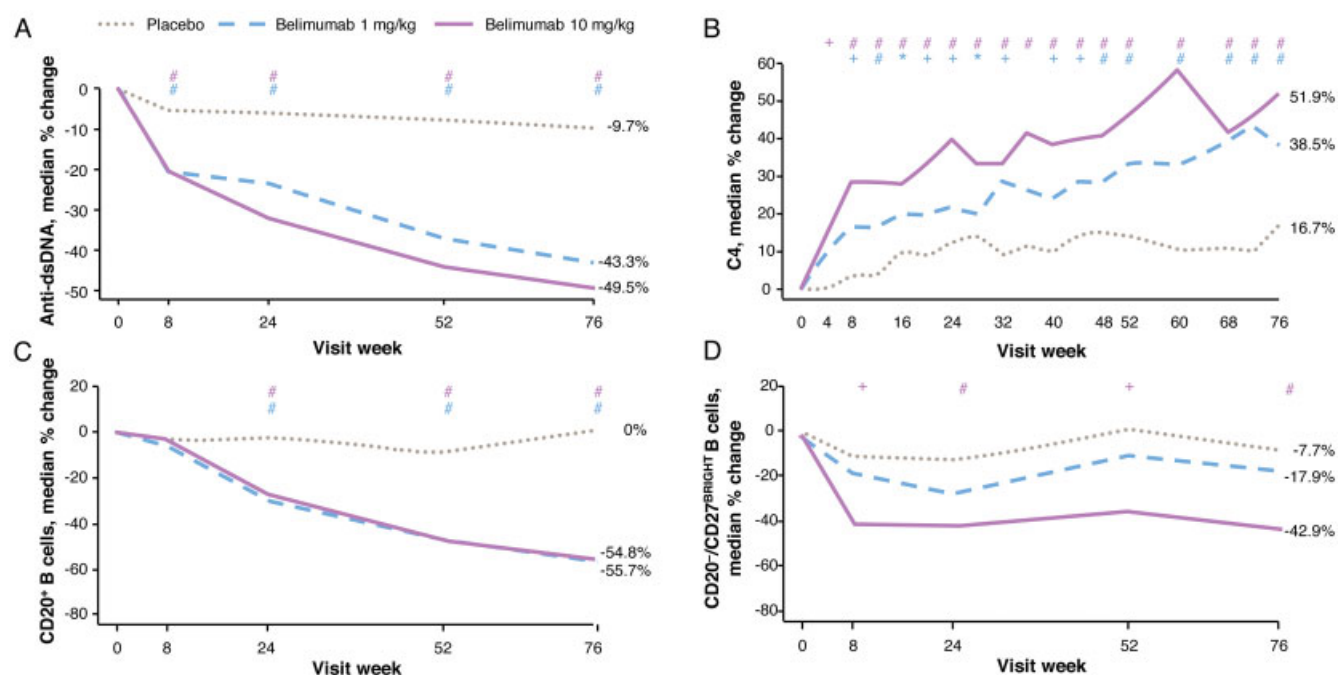 Placebo Belimumab 1 mg/kg Belimumab 10 mg/kg
A
Anti-dsDNA, median % change
# # # #
# # # #
0
-10
-20
-30
-40
-50
-9.7%
-43.3%
-49.5%
0 8 24 52 76
Visit week
B
C4, median % change
+ # # # # # # # # # # # # # # # #
+ # * + + * + + + # # # # # #
60
50
40
30
20
10
0
51.9%
38.5%
16.7%
0 4 8 16 24 32 40 48 52 60 68 76
Visit week
C
CD20+ B cells, median % change
# # #
# # #
20
0
-20
-40
-60
-80
0%
-54.8%
-55.7%
0 8 24 52 76
Visit week
D
CD20-/CD27BRIGHT B cells,
median % change
+ # + #
20
0
-20
-40
-60
-80
-7.7%
-17.9%
-42.9%
0 8 24 52 76
Visit week